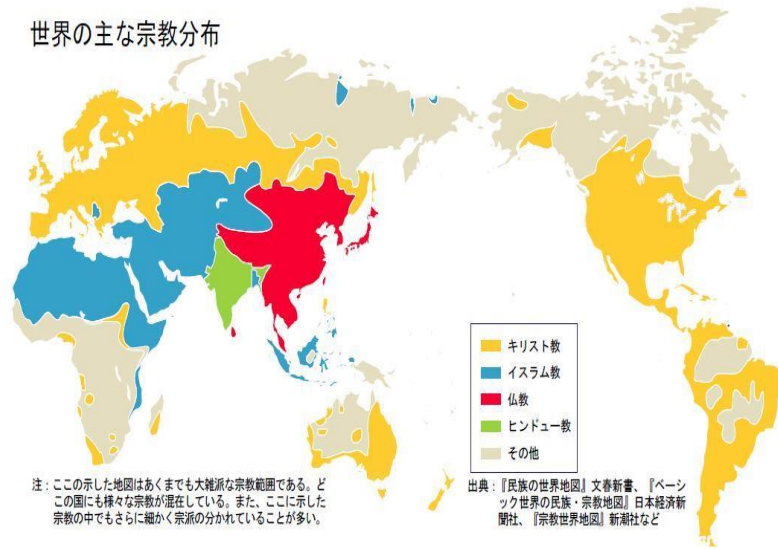 世界の主な宗教分布
キリスト教
イスラム教
仏教
ヒンドュー教
その他
注：ここの示した地図はあくまでも大雑派な宗教範囲である。ど
この国にも様々な宗教が混在している。また、ここに示した
宗教の中でもさらに細かく宗派の分かれていることが多い。
出典：『民族の世界地図』文春新書、『ベーシ
ック世界の民族・宗教地図』日本経済新
聞社、『宗教世界地図』新潮社など